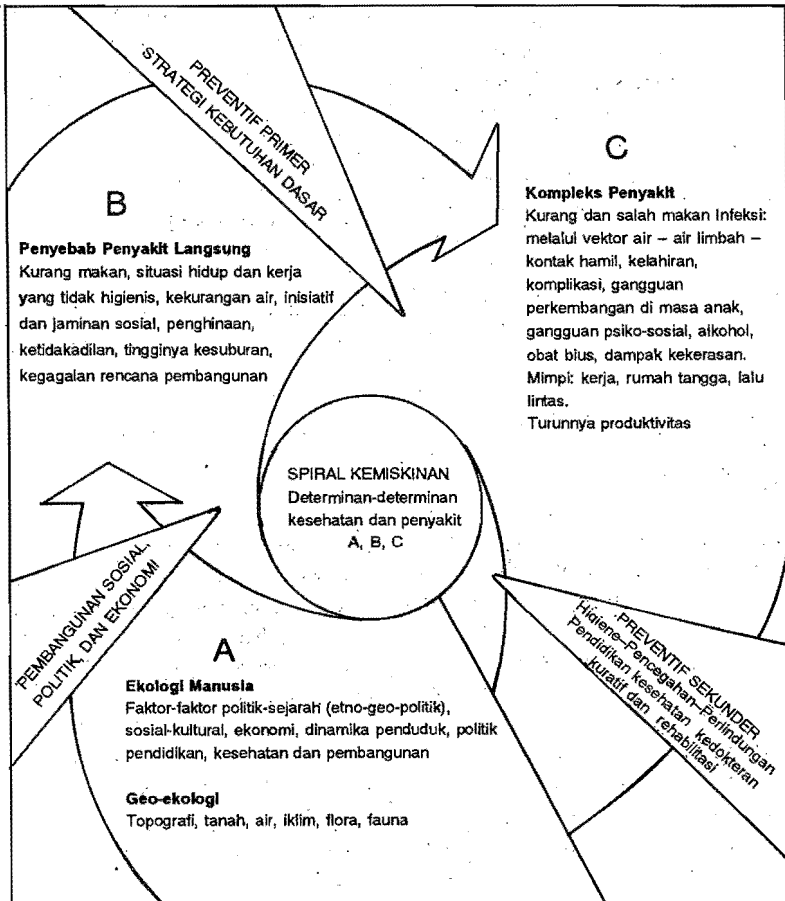 PREVENTIF PRIMER
STRATEGI KEBUTUHAN DASAR
B
Penyebab Penyakit Langsung
Kurang makan, situasi hidup dan kerja
yang tidak higienis, kekurangan air, inisiatif
dan jaminan sosial, penghinaan,
ketidakadilan, tingginya kesuburan,
kegagalan rencana pembangunan
C
Kompleks Penyakit
Kurang dan salah makan Infeksi:
melalui vektor air – air limbah –
kontak hamil, kelahiran,
komplikasi, gangguan
perkembangan di masa anak,
gangguan psiko-sosial, alkohol,
obat bius, dampak kekerasan.
Mimpi: kerja, rumah tangga, lalu
lintas.
Turunnya produktivitas
SPIRAL KEMISKINAN
Determinan-determinan
kesehatan dan penyakit
A, B, C
PEMBANGUNAN SOSIAL,
POLITIK, DAN EKONOMI
A
Ekologi Manusia
Faktor-faktor politik-sejarah (etno-geo-politik),
sosial-kultural, ekonomi, dinamika penduduk, politik
pendidikan, kesehatan dan pembangunan
Geo-ekologi
Topografi, tanah, air, iklim, flora, fauna
PREVENTIF SEKUNDER
Higiene–Pencegahan–Perlindungan
Pendidikan kesehatan kedokteran
kuratif dan rehabilitasi